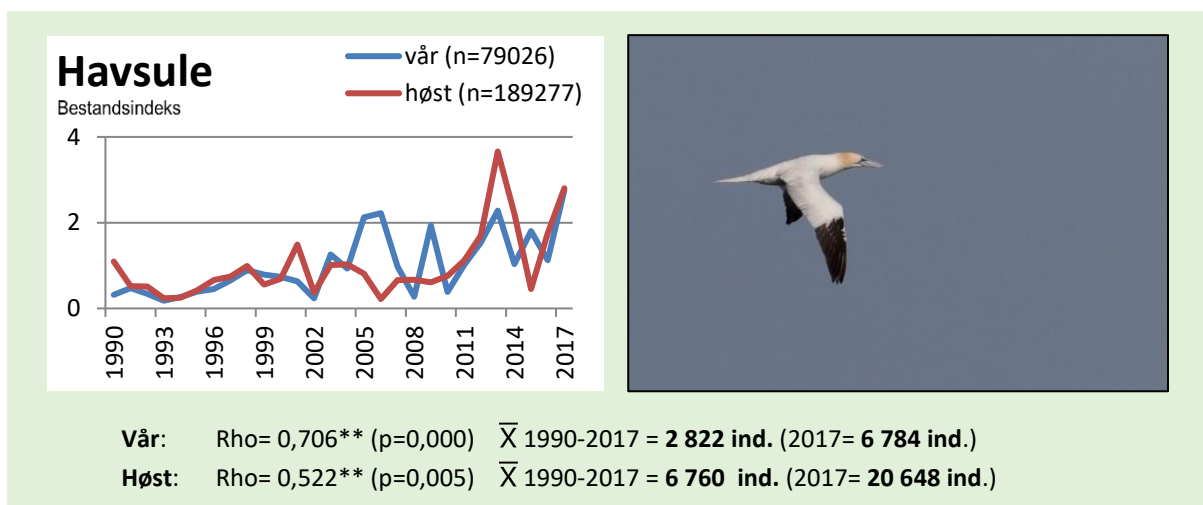 Havsule
Bestandsindeks
vår (n=79026)
høst (n=189277)
4
2
0
1990
1993
1996
1999
2002
2005
2008
2011
2014
2017
Vår: Rho= 0,706** (p=0,000) X̅ 1990-2017 = 2 822 ind. (2017= 6 784 ind.)
Høst: Rho= 0,522** (p=0,005) X̅ 1990-2017 = 6 760 ind. (2017= 20 648 ind.)